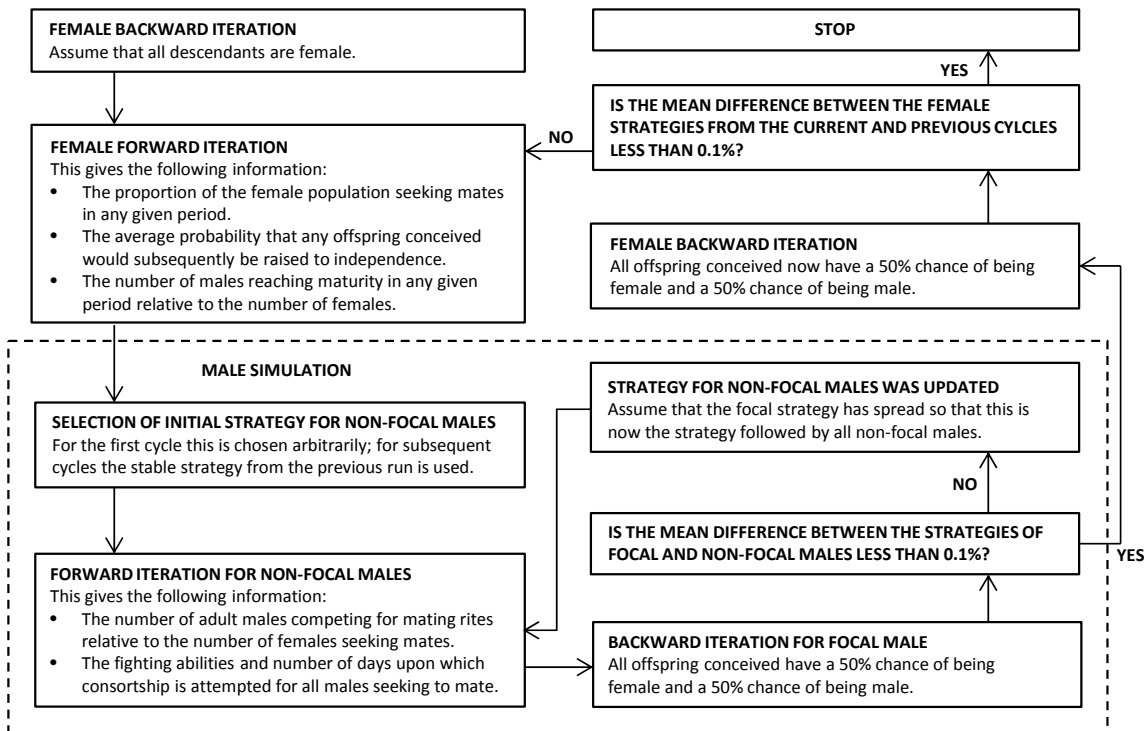 FEMALE BACKWARD ITERATION
Assume that all descendants are female.
FEMALE FORWARD ITERATION
This gives the following information:
• The proportion of the female population seeking mates
in any given period.
• The average probability that any offspring conceived
would subsequently be raised to independence.
• The number of males reaching maturity in any given
period relative to the number of females.
MALE SIMULATION
SELECTION OF INITIAL STRATEGY FOR NON-FOCAL MALES
For the first cycle this is chosen arbitrarily; for subsequent
cycles the stable strategy from the previous run is used.
FORWARD ITERATION FOR NON-FOCAL MALES
This gives the following information:
• The number of adult males competing for mating rites
relative to the number of females seeking mates.
• The fighting abilities and number of days upon which
consortship is attempted for all males seeking to mate.
BACKWARD ITERATION FOR FOCAL MALE
All offspring conceived have a 50% chance of being
female and a 50% chance of being male.
IS THE MEAN DIFFERENCE BETWEEN THE STRATEGIES OF
FOCAL AND NON-FOCAL MALES LESS THAN 0.1%?
NO
YES
STRATEGY FOR NON-FOCAL MALES WAS UPDATED
Assume that the focal strategy has spread so that this is
now the strategy followed by all non-focal males.
FEMALE BACKWARD ITERATION
All offspring conceived now have a 50% chance of being
female and a 50% chance of being male.
IS THE MEAN DIFFERENCE BETWEEN THE FEMALE
STRATEGIES FROM THE CURRENT AND PREVIOUS CYLCLES
LESS THAN 0.1%?
NO
YES
STOP